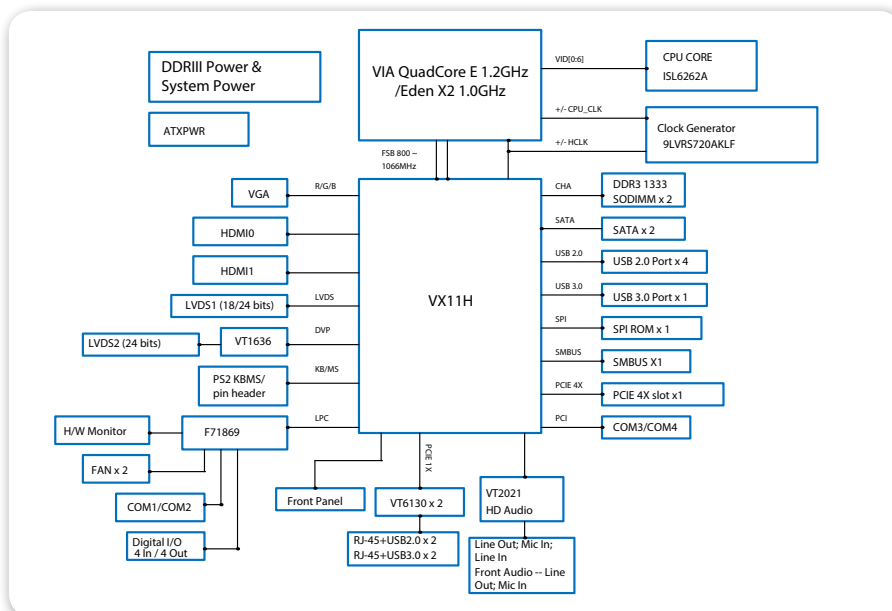 DDRIII Power &
System Power
ATXPWR
VIA QuadCore E 1.2GHz
/Eden X2 1.0GHz
VID[0:6]
CPU CORE
ISL6262A
+/- CPU_CLK
+/- HCLK
Clock Generator
9LVRS720AKLF
FSB 800 ~
1066MHz
VGA
R/G/B
HDMI0
HDMI1
LVDS1 (18/24 bits)
LVDS
LVDS2 (24 bits)
VT1636
DVP
PS2 KBMS/
pin header
KB/MS
H/W Monitor
F71869
LPC
FAN x 2
COM1/COM2
Digital I/O
4 In / 4 Out
VX11H
CHA
DDR3 1333
SODIMM x 2
SATA
SATA x 2
USB 2.0
USB 2.0 Port x 4
USB 3.0
USB 3.0 Port x 1
SPI
SPI ROM x 1
SMBUS
SMBUS X1
PCIE 4X
PCIE 4X slot x1
PCI
COM3/COM4
Front Panel
PCIE 1X
VT6130 x 2
RJ-45+USB2.0 x 2
RJ-45+USB3.0 x 2
VT2021
HD Audio
Line Out; Mic In;
Line In
Front Audio -- Line
Out; Mic In